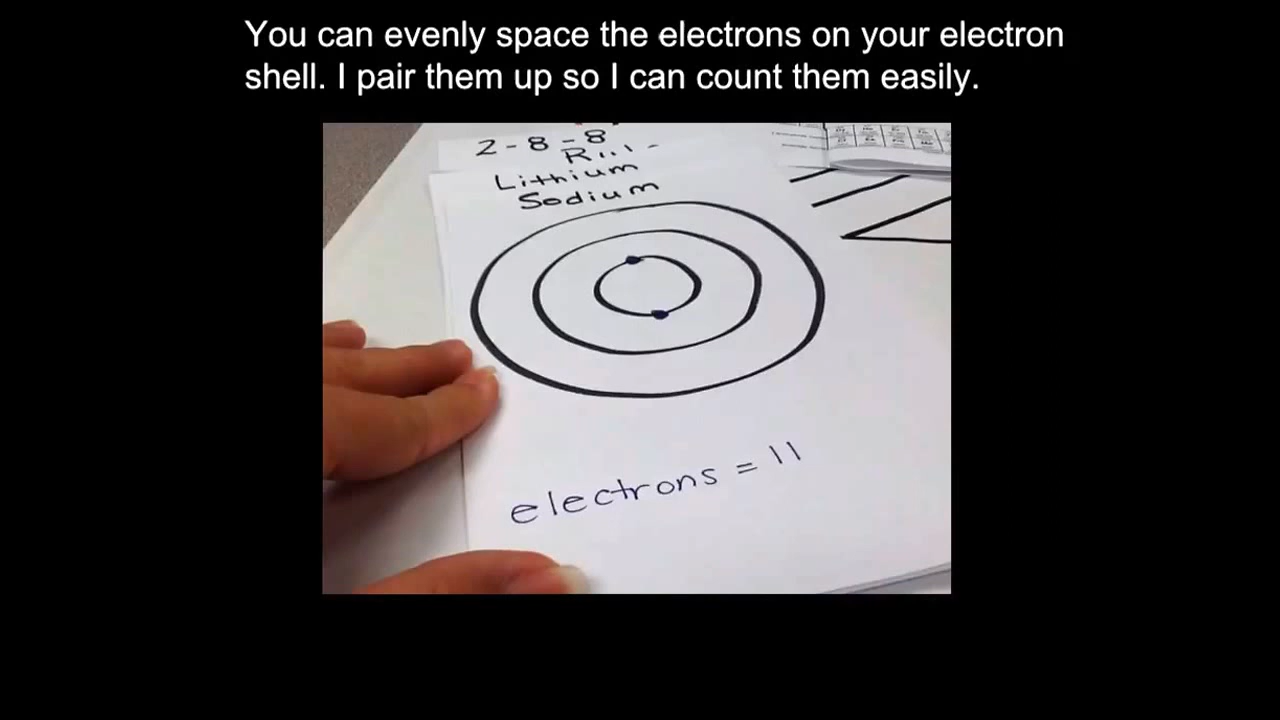 You can evenly space the electrons on your electron
shell. I pair them up so I can count them easily.
2-8-8
Lithium
Sodium
electrons = 11